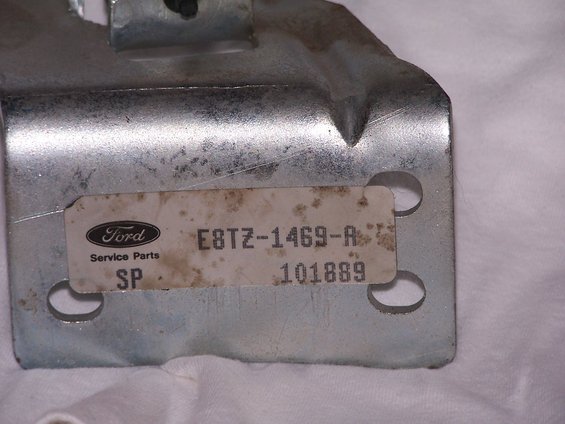 Ford
E8TZ-1469-A
Service Parts
SP
101889